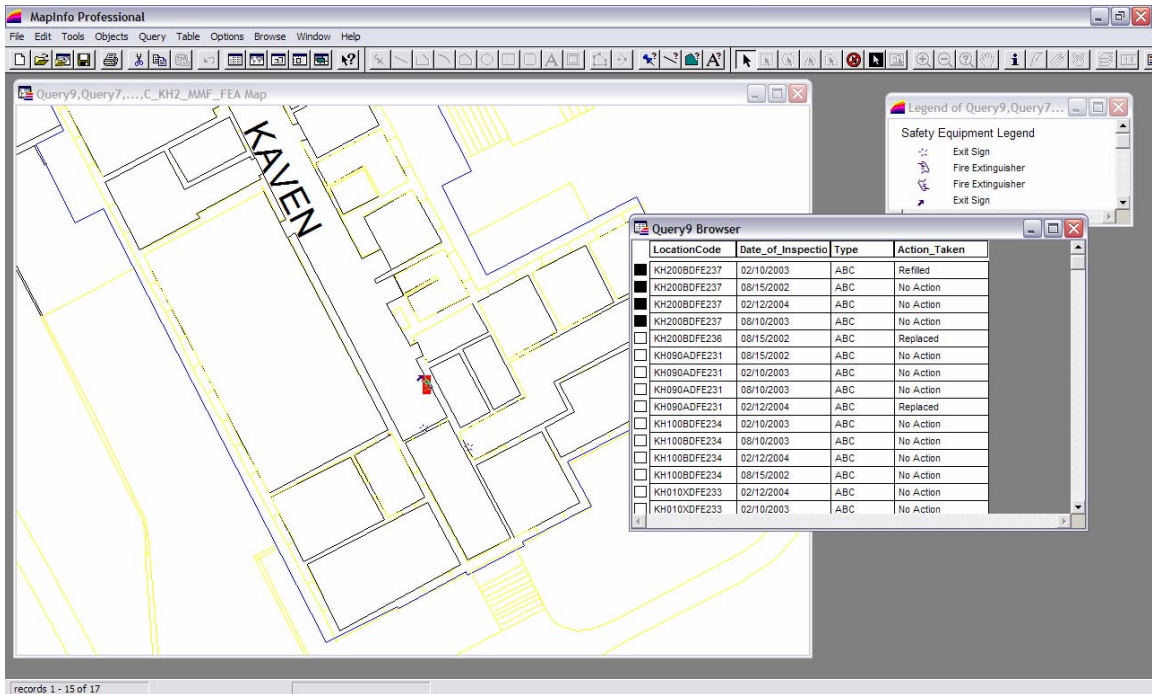 MapInfo Professional
File Edit Tools Objects Query Table Options Browse Window Help
Query9,Query7,...,C_KH2_MMF_FEA Map
KAVEN
Legend of Query9,Query7...
Safety Equipment Legend
Exit Sign
Fire Extinguisher
Fire Extinguisher
Exit Sign
Query9 Browser
LocationCode Date_of_Inspectio Type Action_Taken
KH200BDFE237 02/10/2003 ABC Refilled
KH200BDFE237 08/15/2002 ABC No Action
KH200BDFE237 02/12/2004 ABC No Action
KH200BDFE237 08/10/2003 ABC No Action
KH200BDFE236 08/15/2002 ABC Replaced
KH090ADFE231 08/15/2002 ABC No Action
KH090ADFE231 02/10/2003 ABC No Action
KH090ADFE231 08/10/2003 ABC No Action
KH090ADFE231 02/12/2004 ABC Replaced
KH100BDFE234 02/10/2003 ABC No Action
KH100BDFE234 08/10/2003 ABC No Action
KH100BDFE234 02/12/2004 ABC No Action
KH100BDFE234 08/15/2002 ABC No Action
KH010XDFE233 02/12/2004 ABC No Action
KH010XDFE233 02/10/2003 ABC No Action
records 1 - 15 of 17